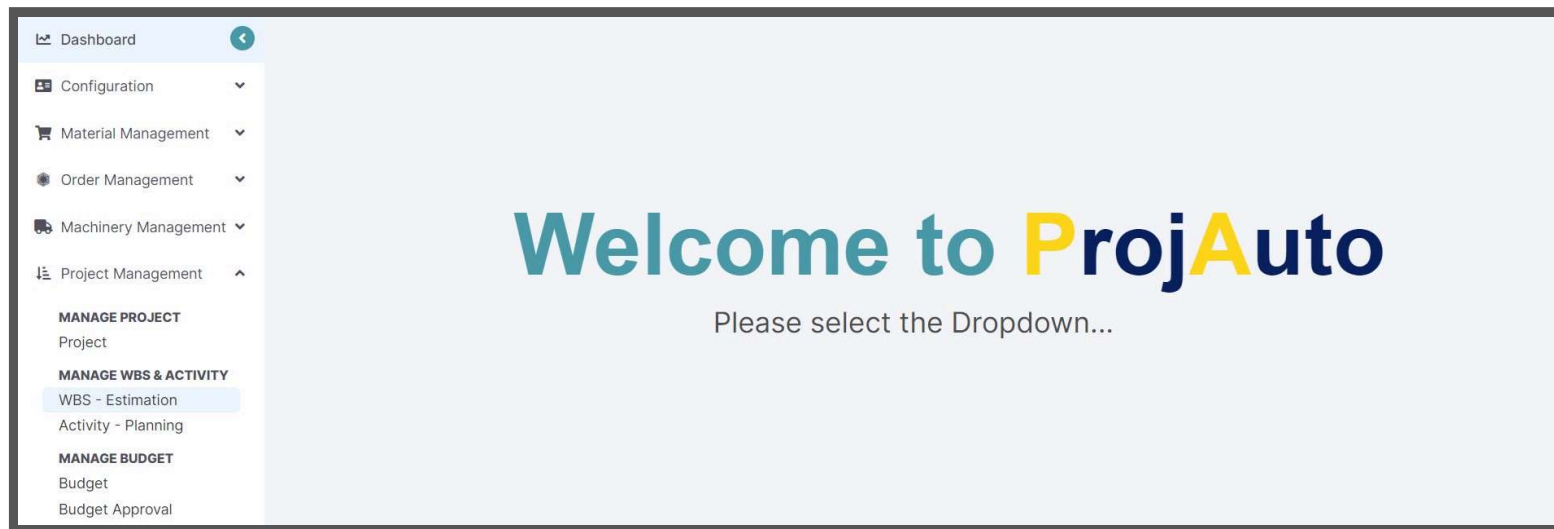 Dashboard
Configuration
Material Management
Order Management
Machinery Management
Project Management
MANAGE PROJECT
Project
MANAGE WBS & ACTIVITY
WBS - Estimation
Activity - Planning
MANAGE BUDGET
Budget
Budget Approval
Welcome to ProjAuto
Please select the Dropdown...